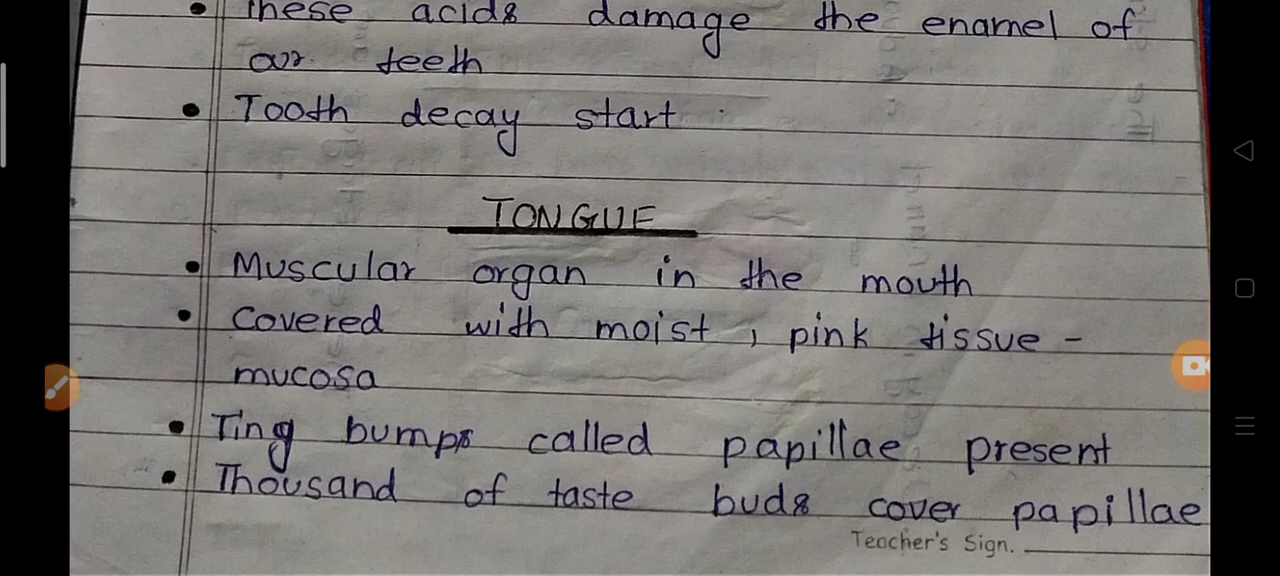 • These acids damage the enamel of
our teeth
• Tooth decay start
TONGUE
• Muscular organ in the mouth
• Covered with moist, pink tissue -
mucosa
• Ting bumps called papillae present
• Thousand of taste buds cover papillae
Teacher's Sign.